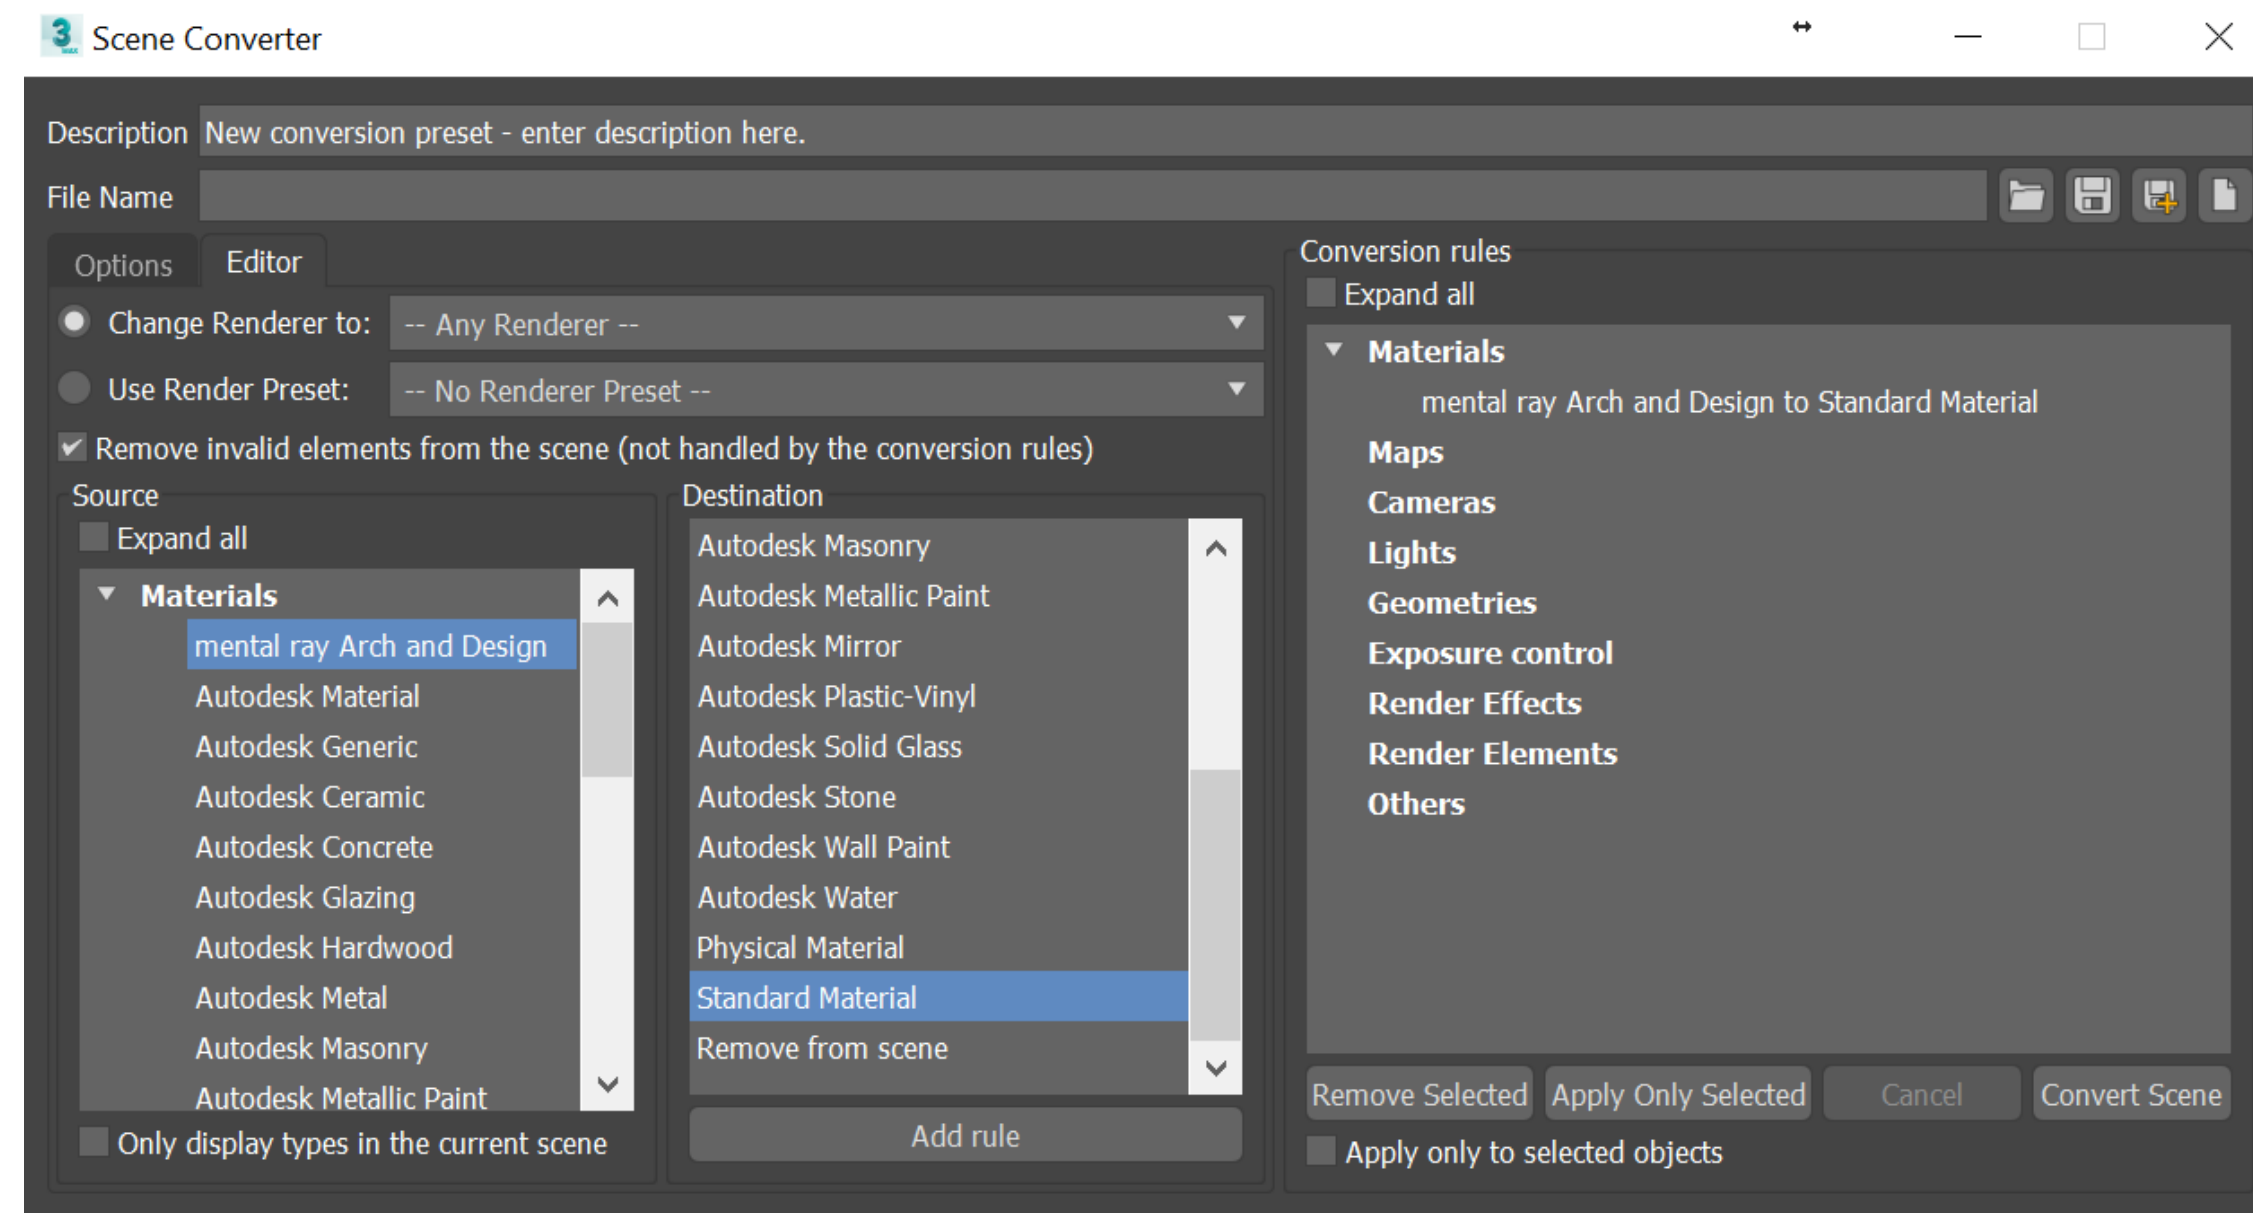 Scene Converter
Description New conversion preset - enter description here.
File Name
Options Editor
Change Renderer to: -- Any Renderer --
Use Render Preset: -- No Renderer Preset --
Remove invalid elements from the scene (not handled by the conversion rules)
Source
Expand all
Materials
mental ray Arch and Design
Autodesk Material
Autodesk Generic
Autodesk Ceramic
Autodesk Concrete
Autodesk Glazing
Autodesk Hardwood
Autodesk Metal
Autodesk Masonry
Autodesk Metallic Paint
Only display types in the current scene
Destination
Autodesk Masonry
Autodesk Metallic Paint
Autodesk Mirror
Autodesk Plastic-Vinyl
Autodesk Solid Glass
Autodesk Stone
Autodesk Wall Paint
Autodesk Water
Physical Material
Standard Material
Remove from scene
Add rule
Conversion rules
Expand all
Materials
mental ray Arch and Design to Standard Material
Maps
Cameras
Lights
Geometries
Exposure control
Render Effects
Render Elements
Others
Remove Selected Apply Only Selected Cancel Convert Scene
Apply only to selected objects